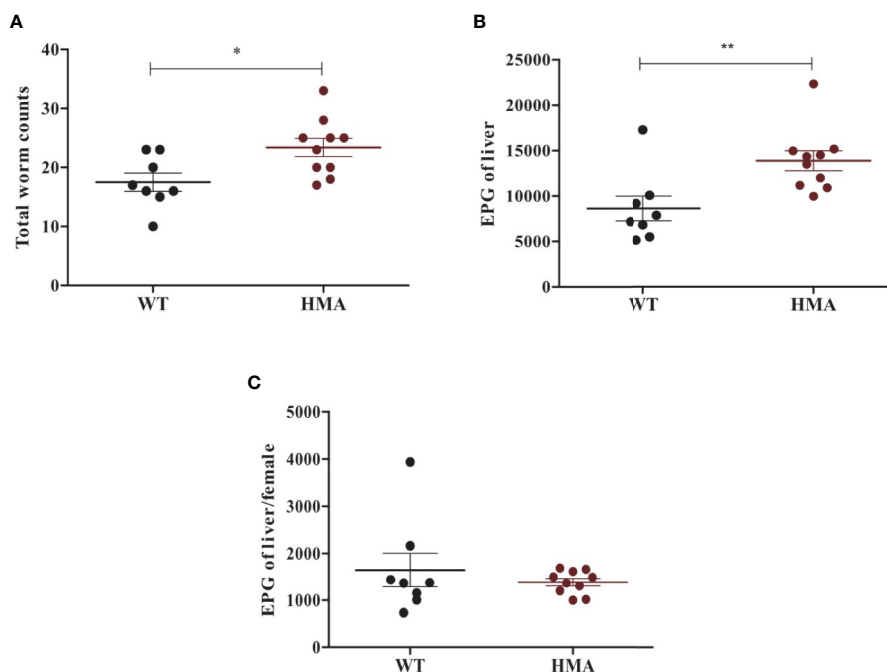 A
Total worm counts
40
30
20
10
0
*
WT
HMA
B
EPG of liver
25000
20000
15000
10000
5000
0
**
WT
HMA
C
EPG of liver/female
5000
4000
3000
2000
1000
0
WT
HMA